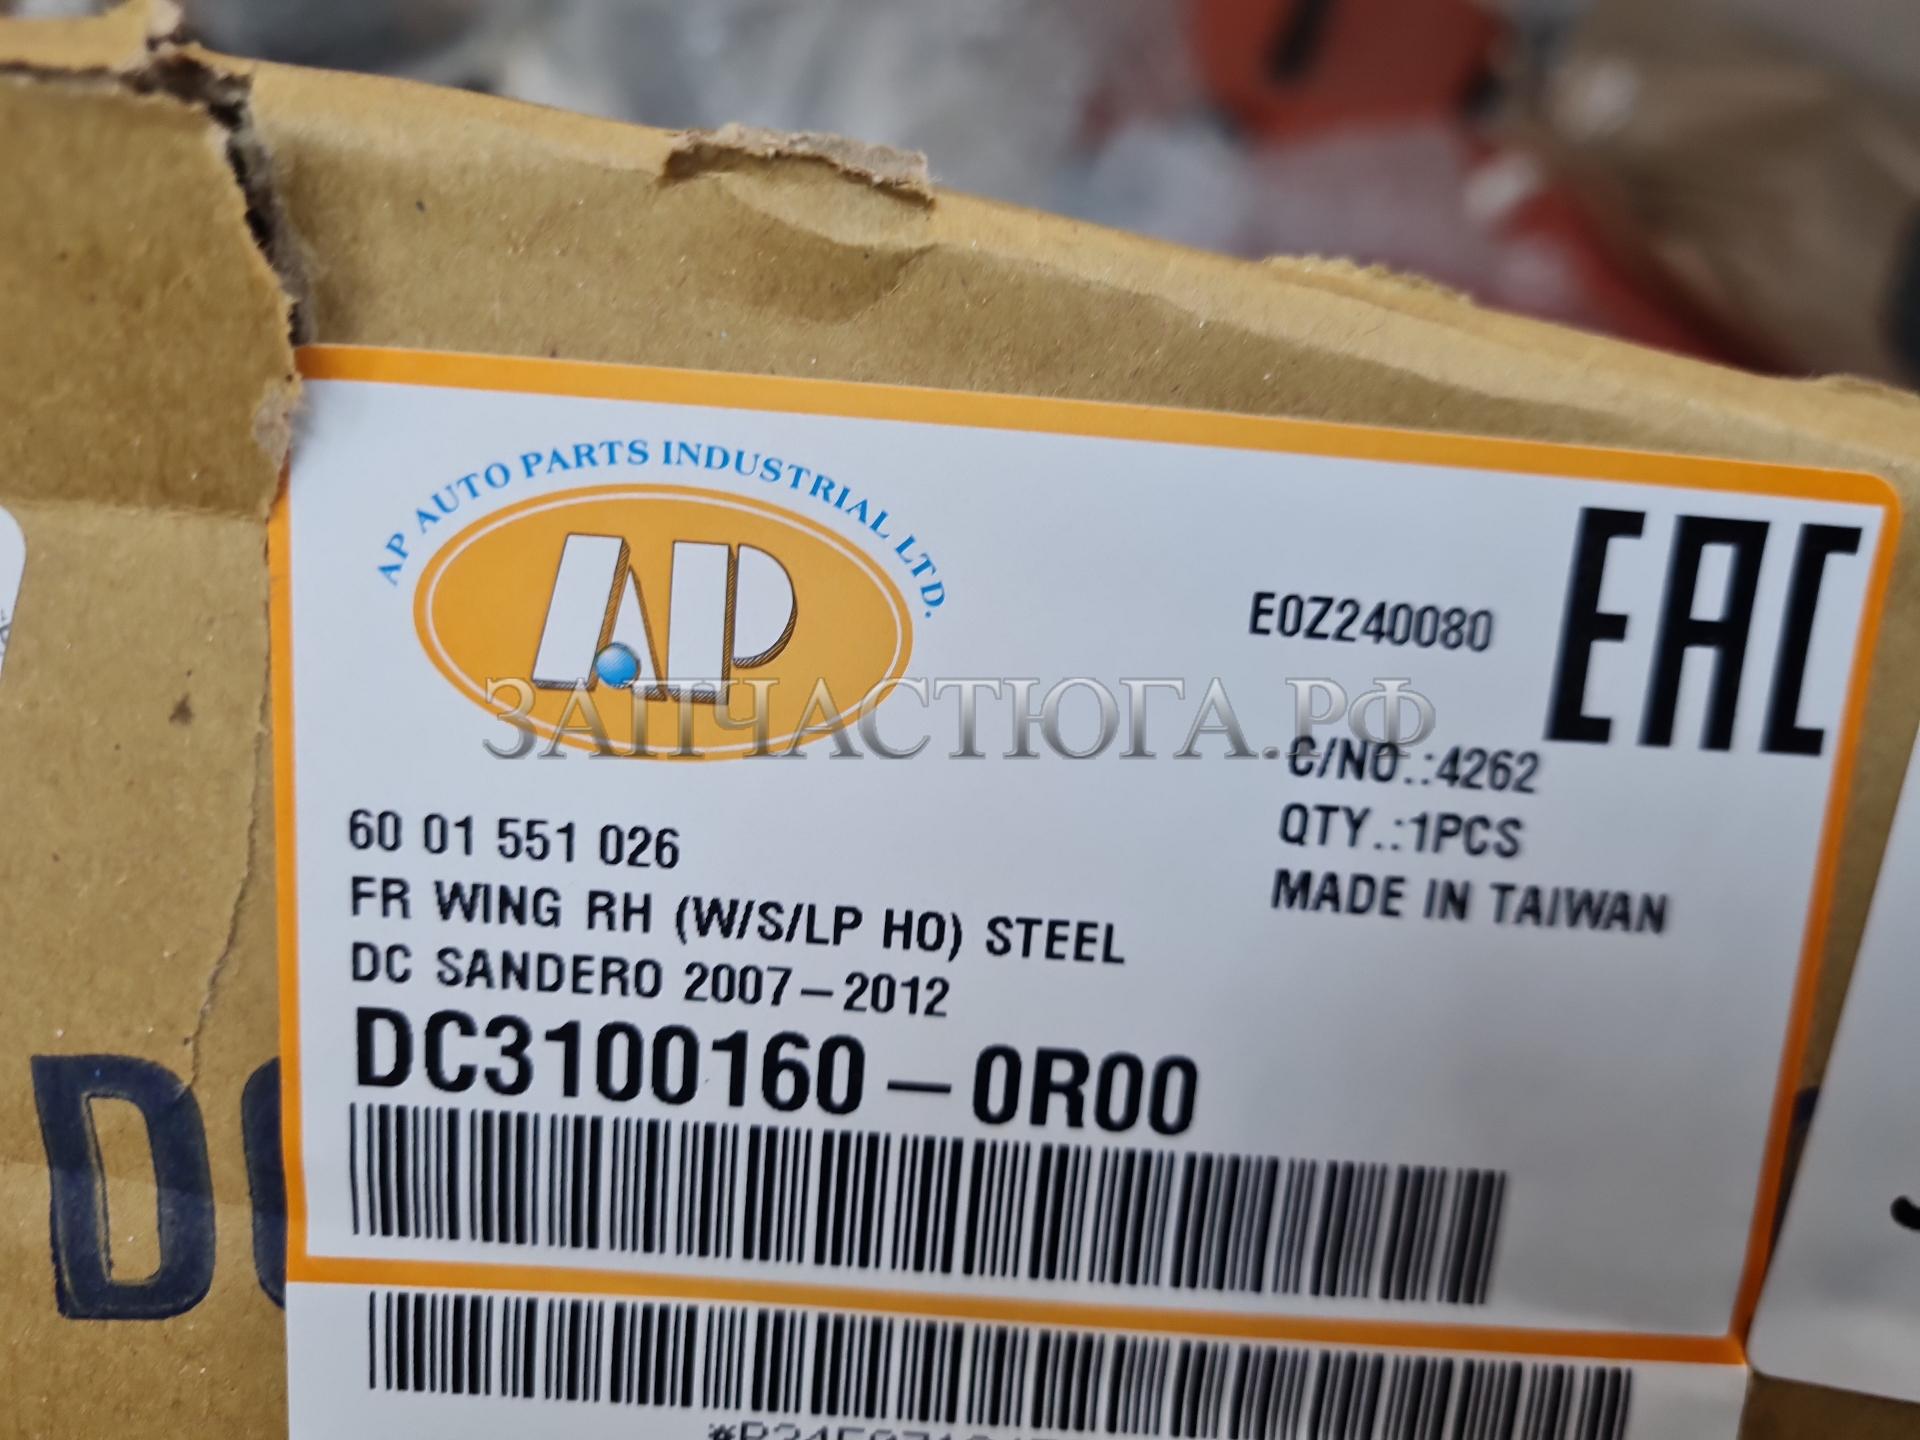 AP AUTO PARTS INDUSTRIAL LTD.
AP
E0Z240080
EAC
ЗАПЧАСТЮГА.РФ
C/NO.:4262
QTY.:1PCS
MADE IN TAIWAN
60 01 551 026
FR WING RH (W/S/LP HO) STEEL
DC SANDERO 2007-2012
DC3100160-0R00